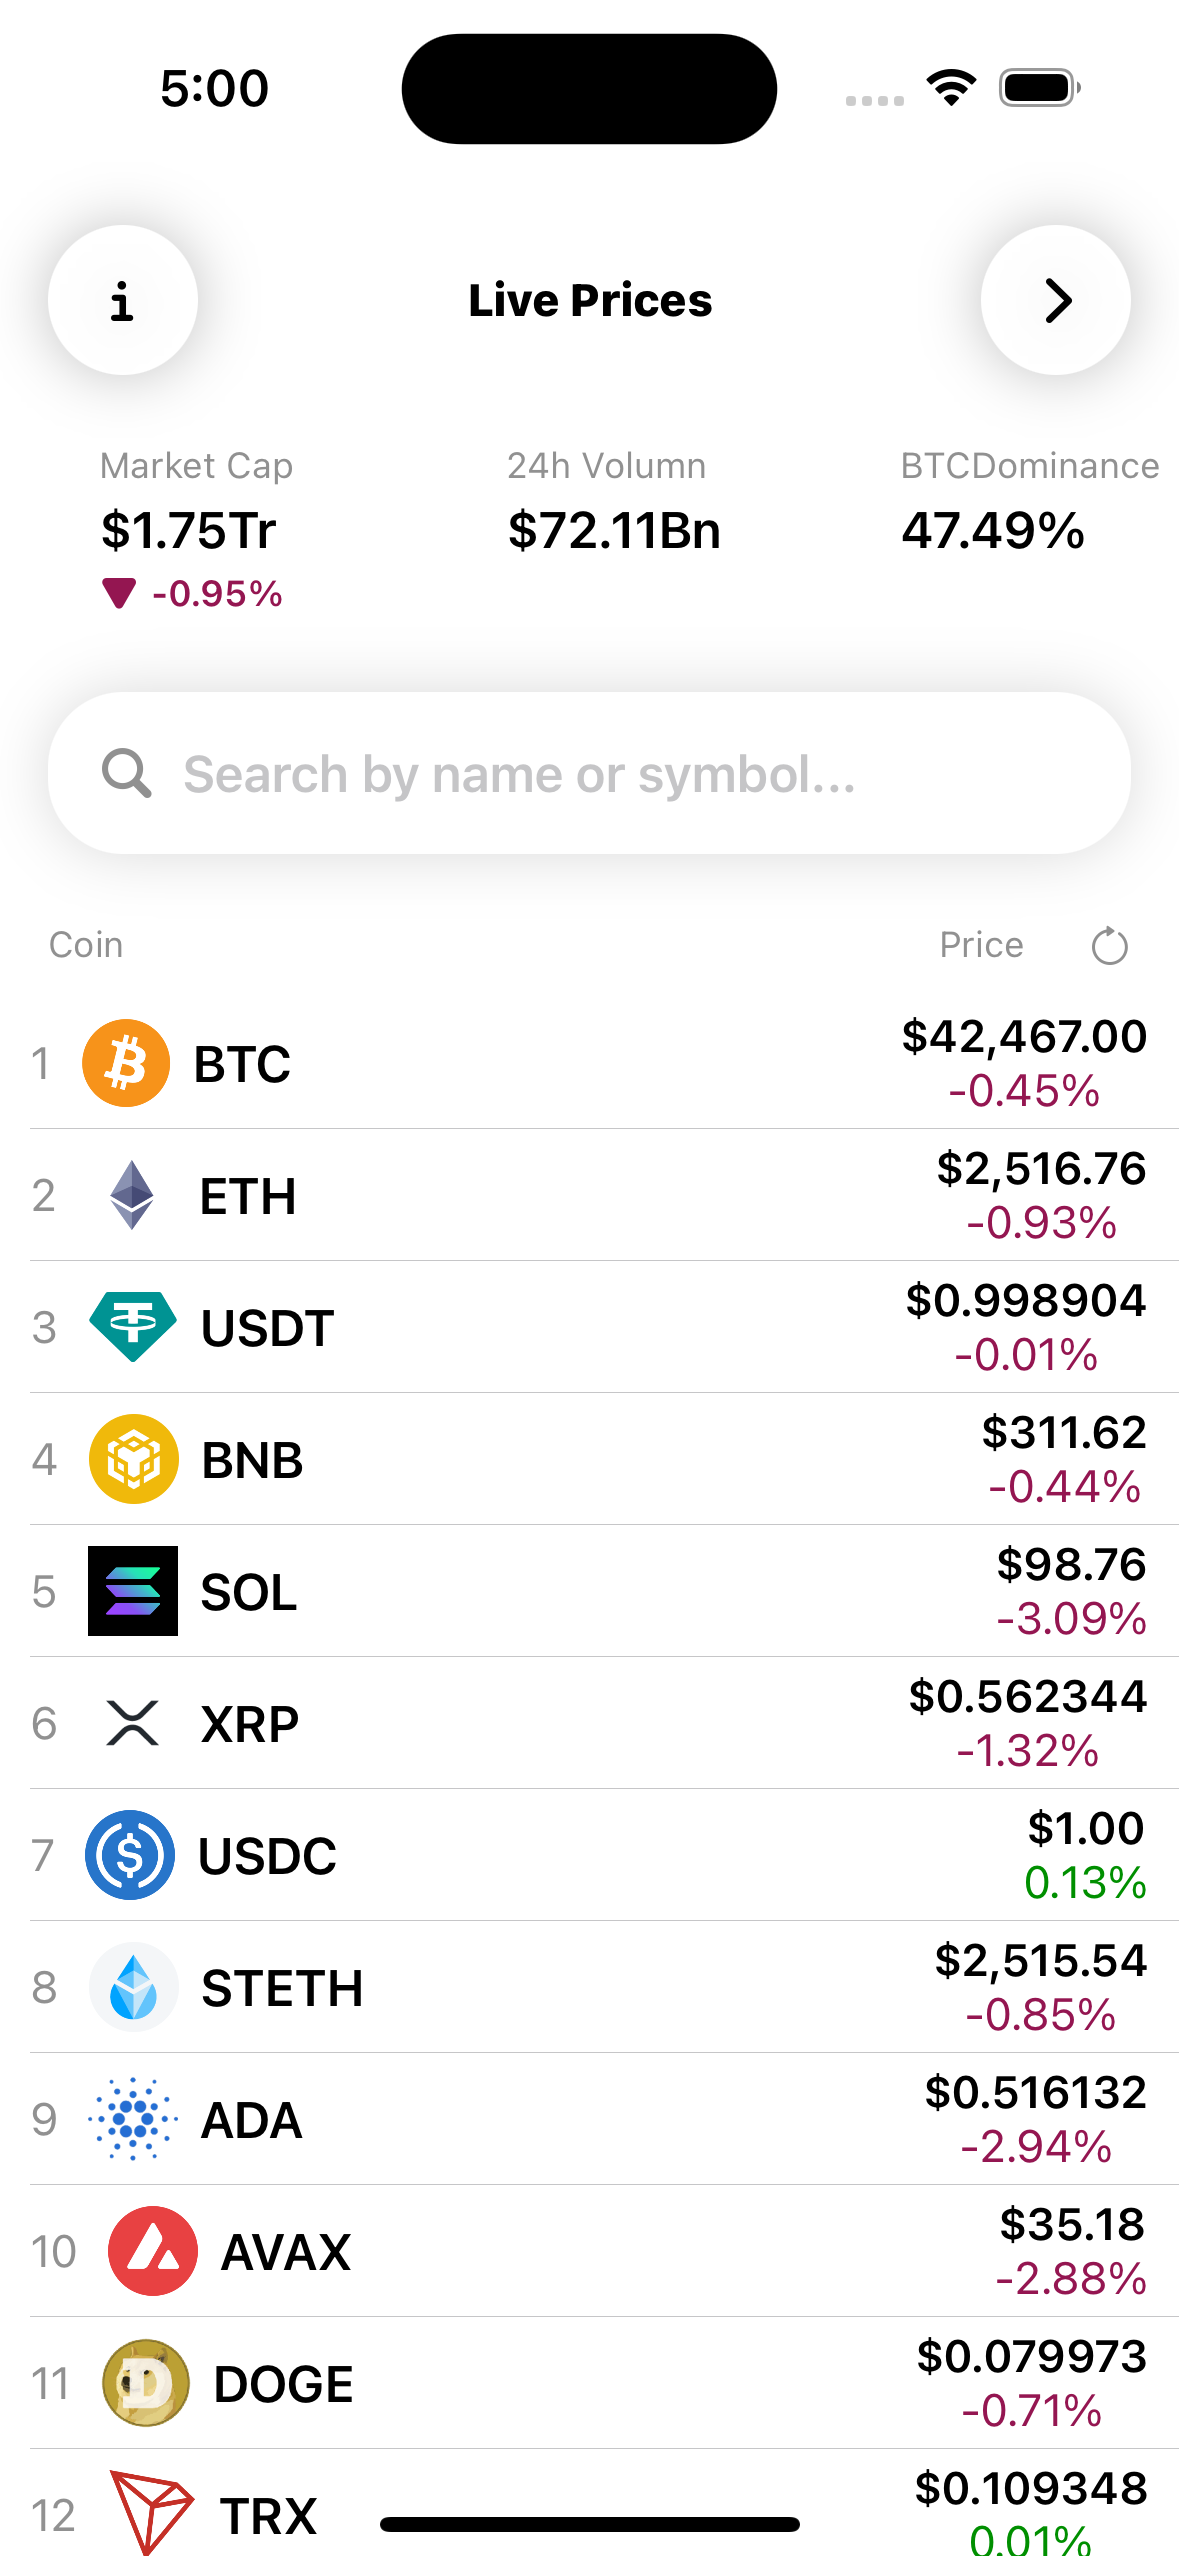 5:00
Live Prices
Market Cap 24h Volumn BTCDominance
$1.75Tr $72.11Bn 47.49%
-0.95%
Search by name or symbol...
Coin Price
1 BTC $42,467.00
-0.45%
2 ETH $2,516.76
-0.93%
3 USDT $0.998904
-0.01%
4 BNB $311.62
-0.44%
5 SOL $98.76
-3.09%
6 XRP $0.562344
-1.32%
7 USDC $1.00
0.13%
8 STETH $2,515.54
-0.85%
9 ADA $0.516132
-2.94%
10 AVAX $35.18
-2.88%
11 DOGE $0.079973
-0.71%
12 TRX $0.109348
0.01%